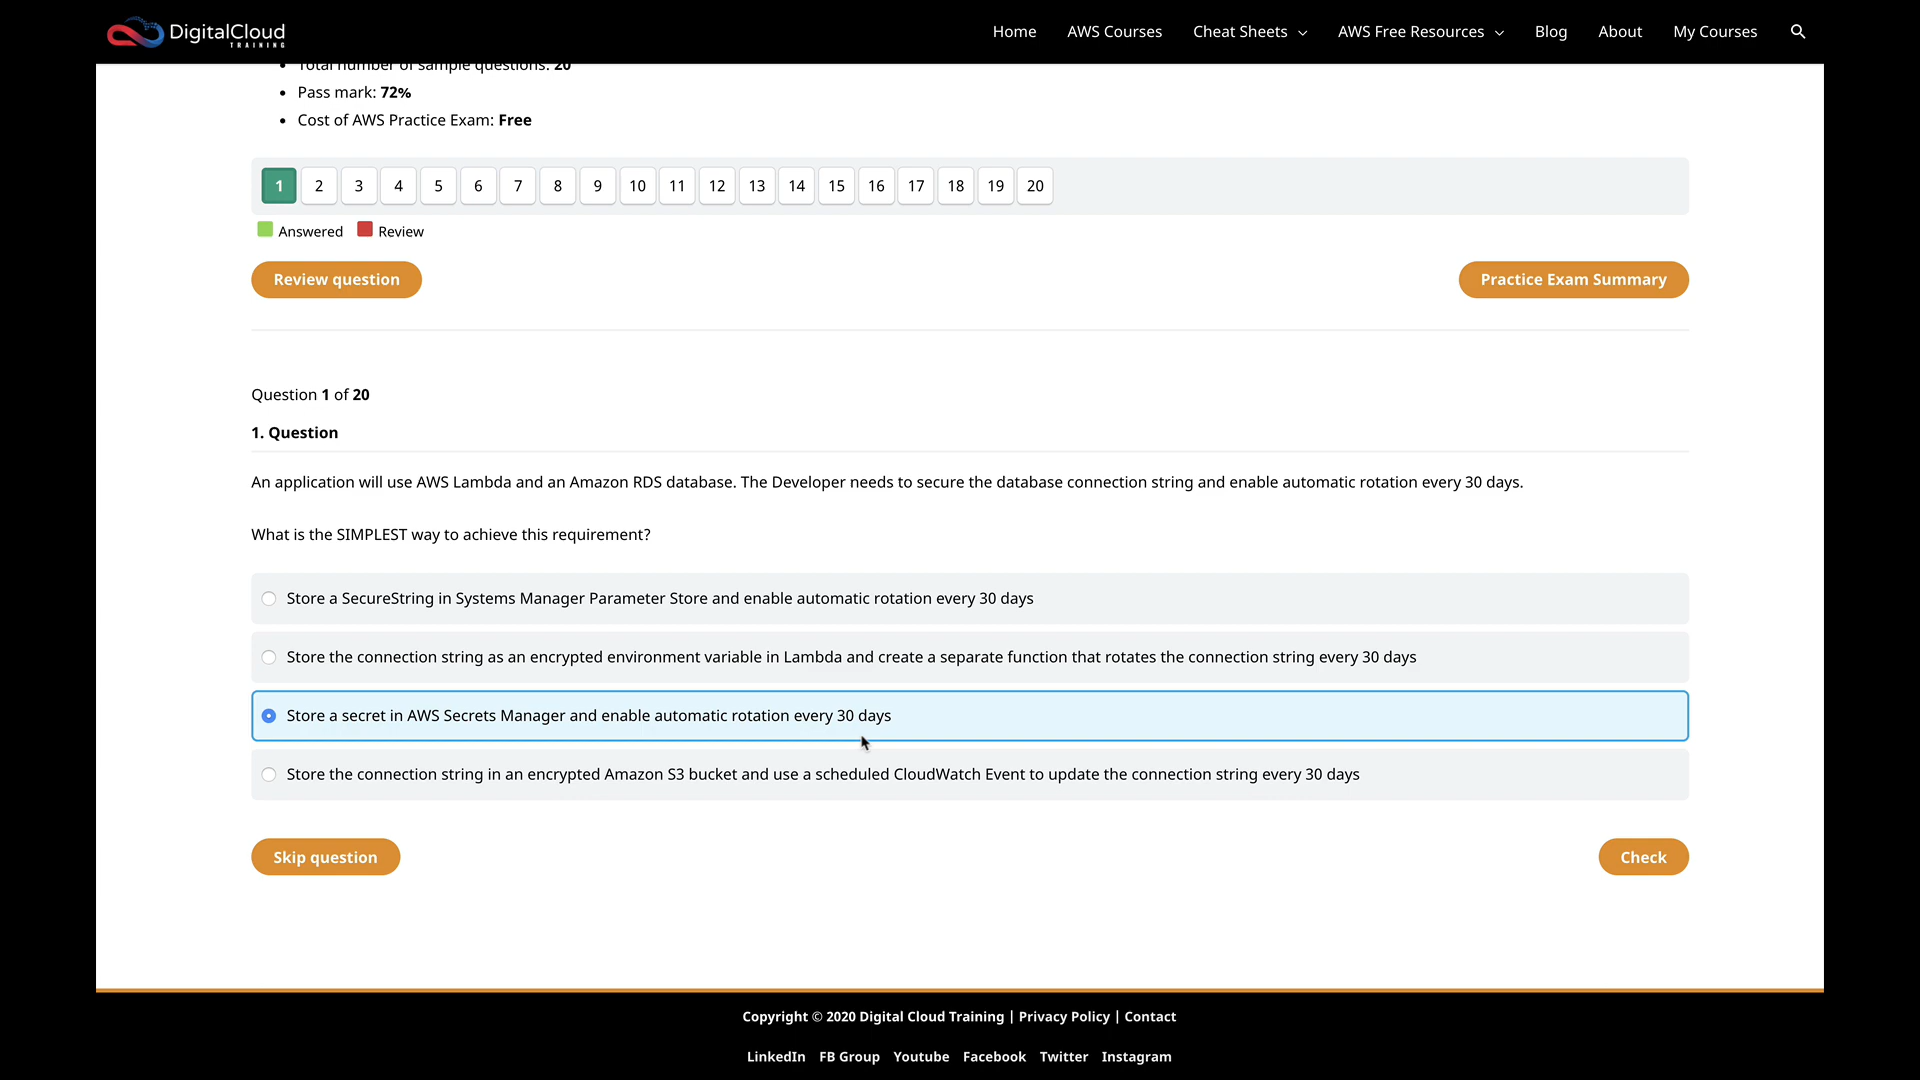 DigitalCloud
TRAINING
Home
AWS Courses
Cheat Sheets
AWS Free Resources
Blog
About
My Courses
Total number of sample questions: 20
Pass mark: 72%
Cost of AWS Practice Exam: Free
1 2 3 4 5 6 7 8 9 10 11 12 13 14 15 16 17 18 19 20
Answered Review
Review question
Practice Exam Summary
Question 1 of 20
1. Question
An application will use AWS Lambda and an Amazon RDS database. The Developer needs to secure the database connection string and enable automatic rotation every 30 days.
What is the SIMPLEST way to achieve this requirement?
Store a SecureString in Systems Manager Parameter Store and enable automatic rotation every 30 days
Store the connection string as an encrypted environment variable in Lambda and create a separate function that rotates the connection string every 30 days
Store a secret in AWS Secrets Manager and enable automatic rotation every 30 days
Store the connection string in an encrypted Amazon S3 bucket and use a scheduled CloudWatch Event to update the connection string every 30 days
Skip question
Check
Copyright © 2020 Digital Cloud Training | Privacy Policy | Contact
LinkedIn FB Group Youtube Facebook Twitter Instagram